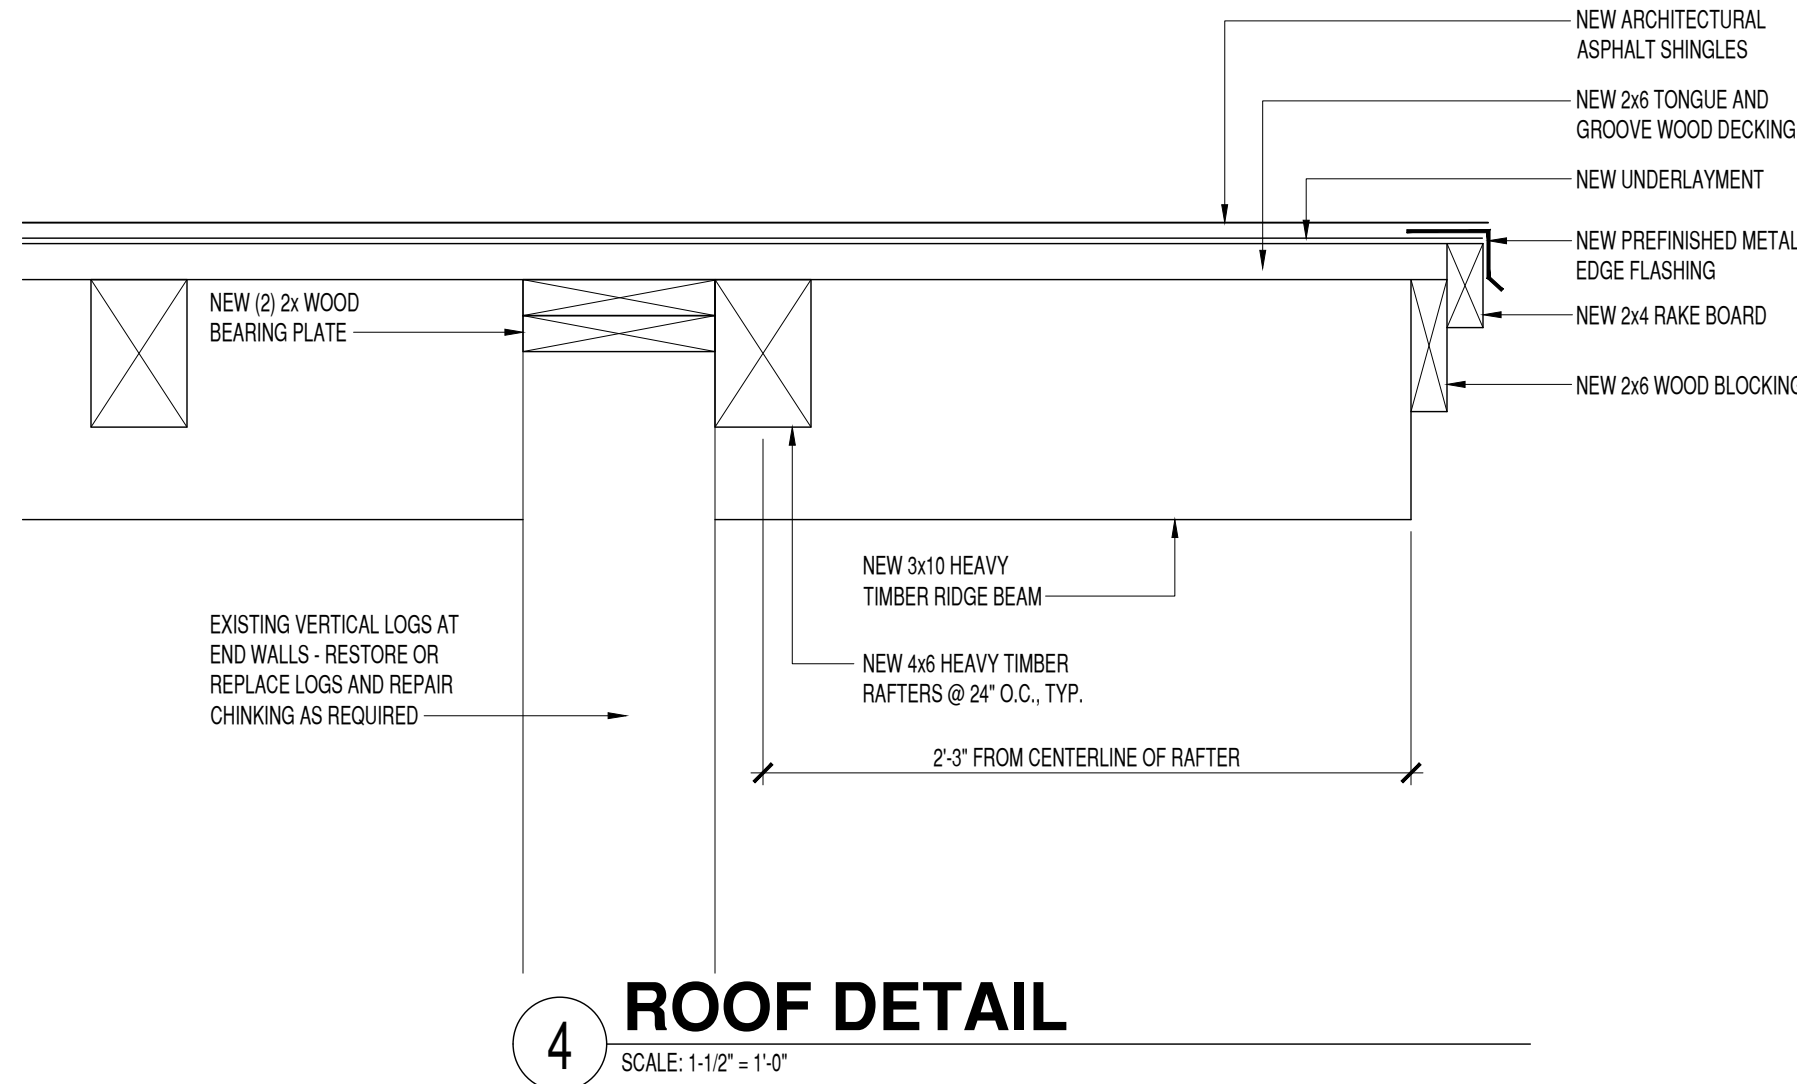 NEW ARCHITECTURAL
ASPHALT SHINGLES
NEW 2x6 TONGUE AND
GROOVE WOOD DECKING
NEW UNDERLAYMENT
NEW PREFINISHED METAL
EDGE FLASHING
NEW 2x4 RAKE BOARD
NEW 2x6 WOOD BLOCKING
NEW (2) 2x WOOD
BEARING PLATE
NEW 3x10 HEAVY
TIMBER RIDGE BEAM
EXISTING VERTICAL LOGS AT
END WALLS - RESTORE OR
REPLACE LOGS AND REPAIR
CHINKING AS REQUIRED
NEW 4x6 HEAVY TIMBER
RAFTERS @ 24" O.C., TYP.
2'-3" FROM CENTERLINE OF RAFTER
4
ROOF DETAIL
SCALE: 1-1/2" = 1'-0"